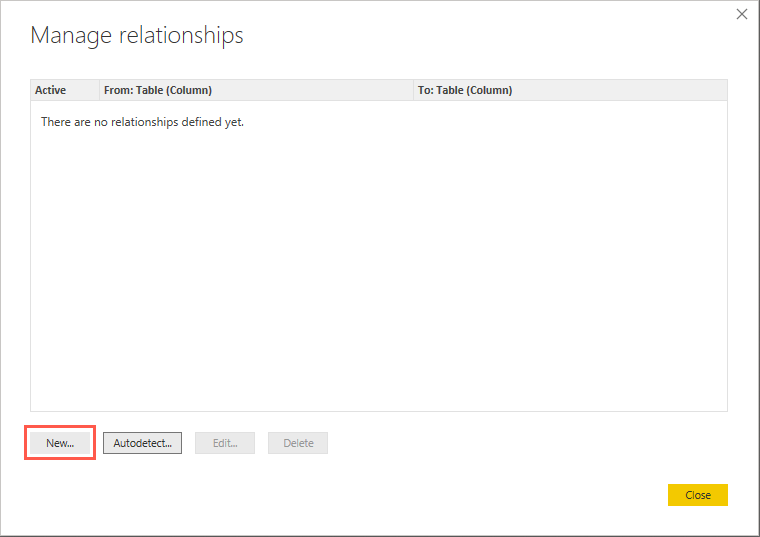 Manage relationships
Active From: Table (Column) To: Table (Column)
There are no relationships defined yet.
New... Autodetect... Edit... Delete
Close